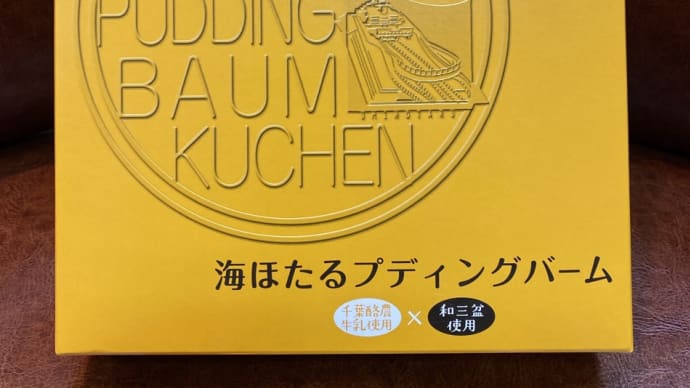 PUDDING
BAUM
KUCHEN
海ほたるプディングバーム
千葉酪農
牛乳使用
×
和三盆
使用